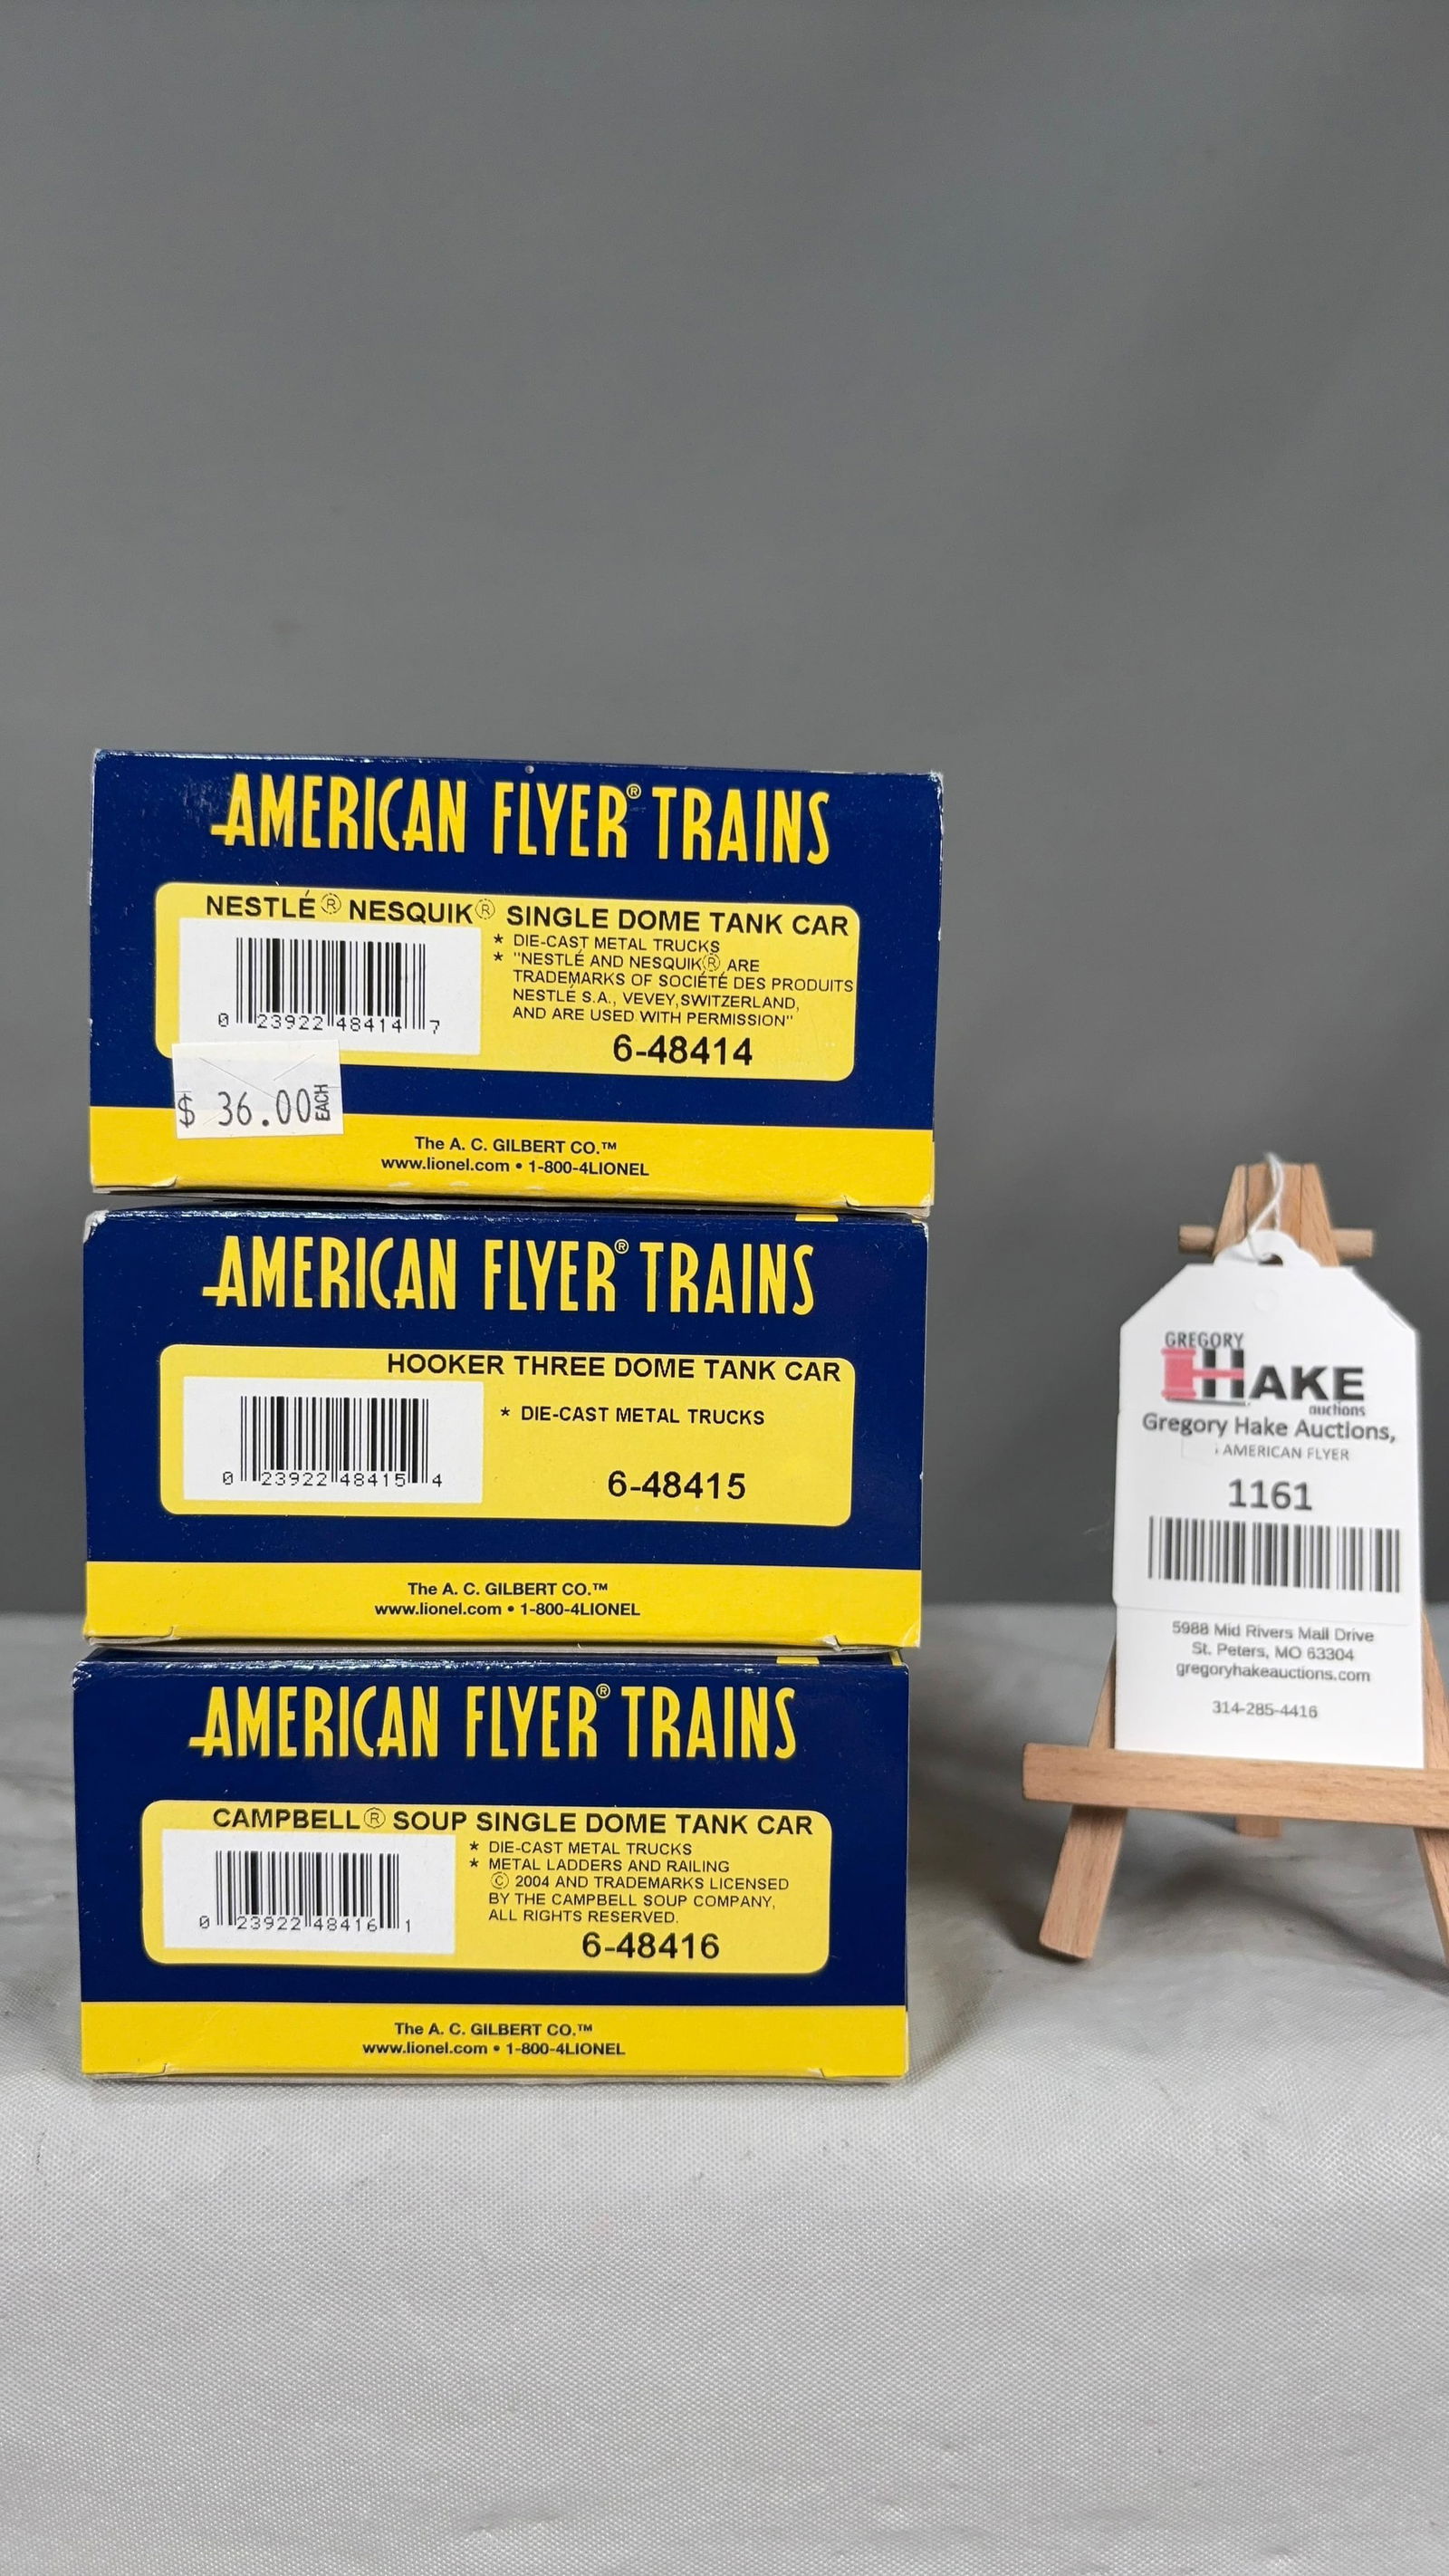 AMERICAN FLYER® TRAINS
NESTLÉ® NESQUIK® SINGLE DOME TANK CAR
* DIE-CAST METAL TRUCKS
* "NESTLÉ AND NESQUIK® ARE
TRADEMARKS OF SOCIÉTÉ DES PRODUITS
NESTLÉ S.A., VEVEY, SWITZERLAND,
AND ARE USED WITH PERMISSION"
0 23922 48414 7
6-48414
$ 36.00 EACH
The A. C. GILBERT CO.™
www.lionel.com • 1-800-4LIONEL
AMERICAN FLYER® TRAINS
HOOKER THREE DOME TANK CAR
* DIE-CAST METAL TRUCKS
0 23922 48415 4
6-48415
The A. C. GILBERT CO.™
www.lionel.com • 1-800-4LIONEL
AMERICAN FLYER® TRAINS
CAMPBELL® SOUP SINGLE DOME TANK CAR
* DIE-CAST METAL TRUCKS
* METAL LADDERS AND RAILING
© 2004 AND TRADEMARKS LICENSED
BY THE CAMPBELL SOUP COMPANY,
ALL RIGHTS RESERVED.
0 23922 48416 1
6-48416
The A. C. GILBERT CO.™
www.lionel.com • 1-800-4LIONEL
GREGORY
HAKE
auctions
Gregory Hake Auctions,
AMERICAN FLYER
1161
5988 Mid Rivers Mall Drive
St. Peters, MO 63304
gregoryhakeauctions.com
314-285-4416